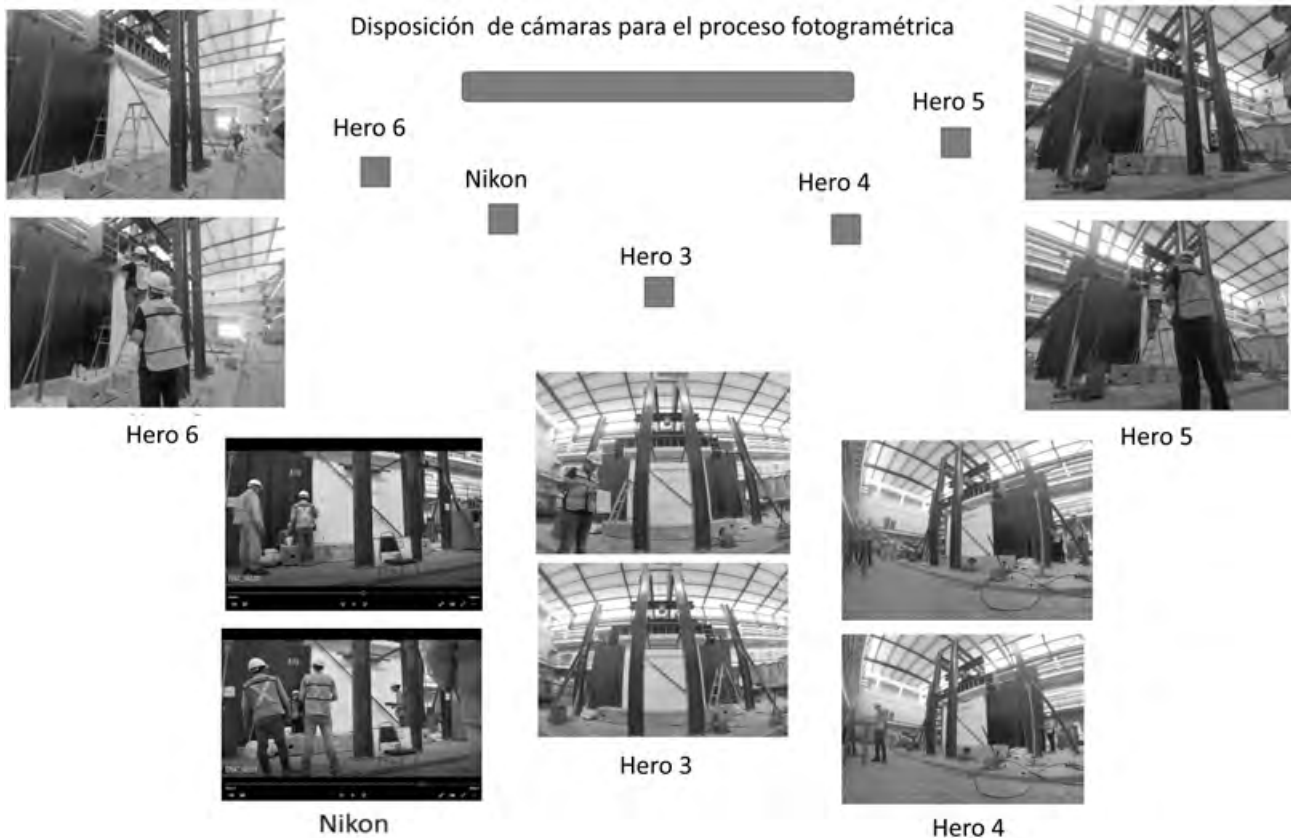 Disposición de cámaras para el proceso fotogramétrica
Hero 5
Hero 6
Nikon
Hero 4
Hero 3
Hero 6
Hero 5
Hero 3
Nikon
Hero 4